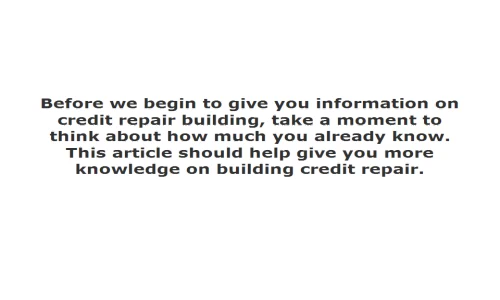 Before we begin to give you information on
credit repair building, take a moment to
think about how much you already know.
This article should help give you more
knowledge on building credit repair.